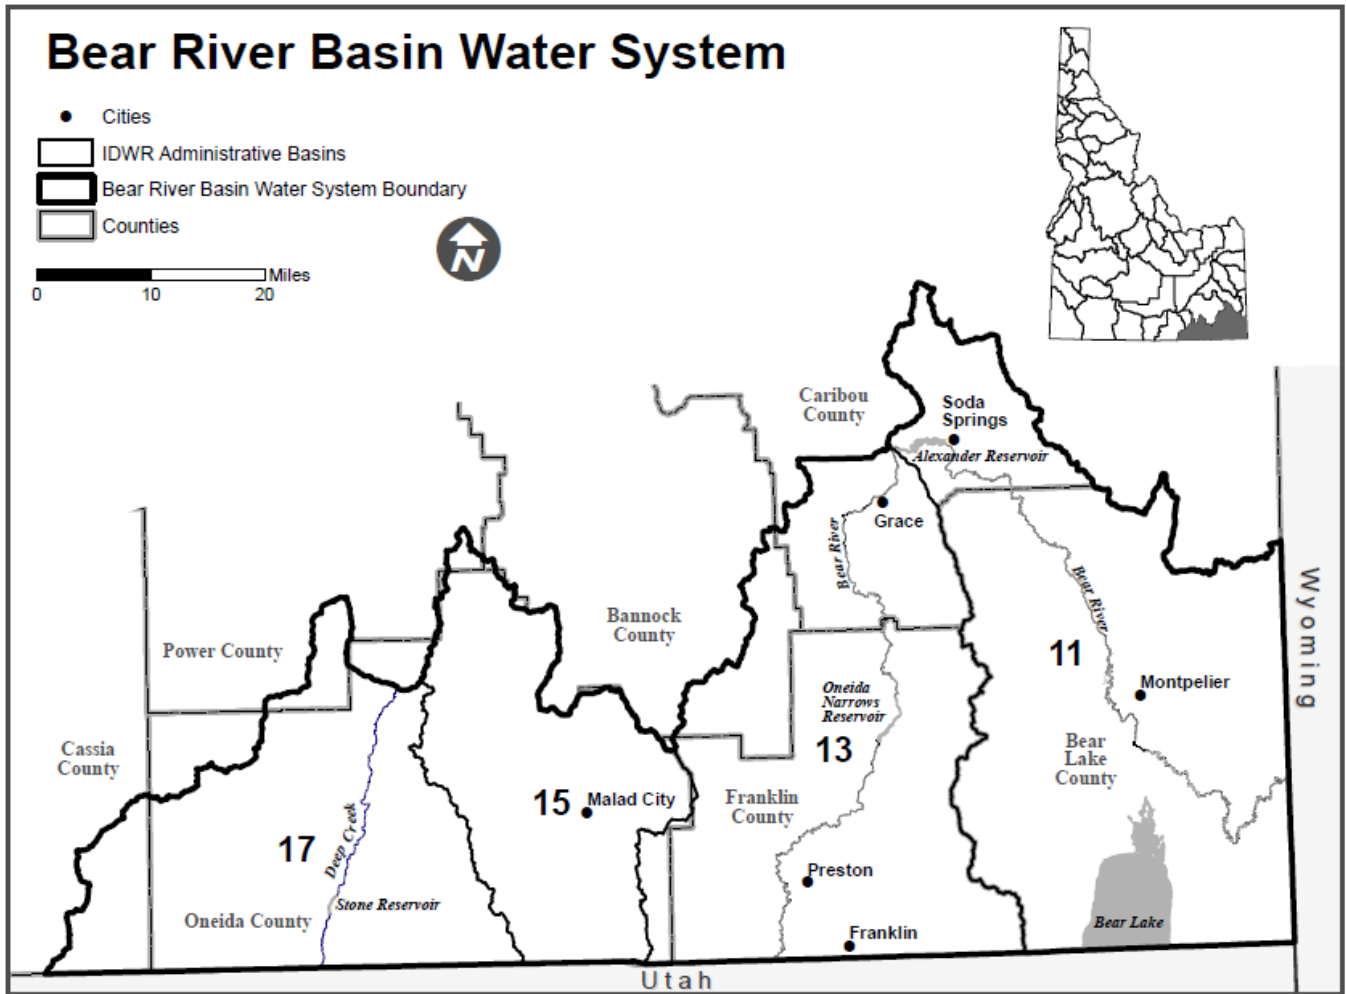 Bear River Basin Water System
Cities
IDWR Administrative Basins
Bear River Basin Water System Boundary
Counties
Miles
0 10 20
N
Caribou
County
Soda
Springs
Alexander Reservoir
Grace
Bear River
Bear River
Wyoming
Bannock
County
Power County
11
Montpelier
Oneida
Narrows
Reservoir
13
Cassia
County
Bear
Lake
County
15
Malad City
Franklin
County
17
Deep Creek
Preston
Stone Reservoir
Oneida County
Franklin
Bear Lake
Utah